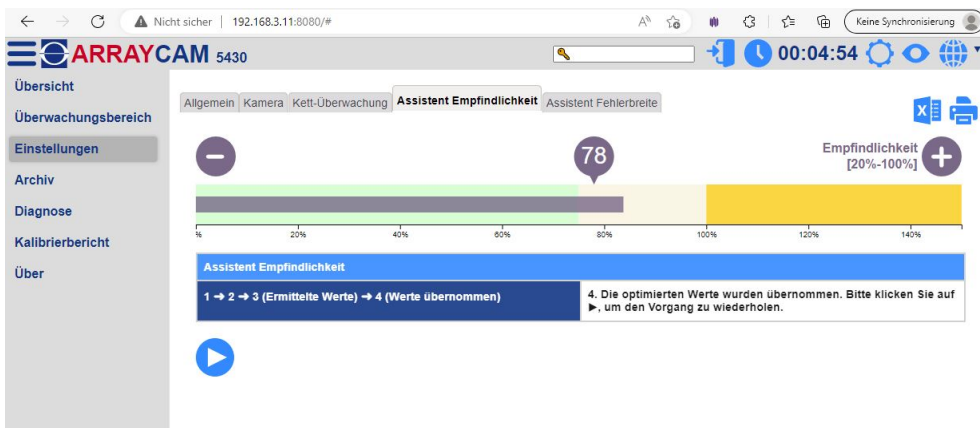 Nicht sicher 192.168.3.11:8080/# Keine Synchronisierung
ARRAYCAM 5430 00:04:54
Übersicht
Überwachungsbereich
Einstellungen
Archiv
Diagnose
Kalibrierbericht
Über
Allgemein Kamera Kett-Überwachung Assistent Empfindlichkeit Assistent Fehlerbreite
78
Empfindlichkeit
[20%-100%]
% 20% 40% 60% 80% 100% 120% 140%
Assistent Empfindlichkeit
1 ➔ 2 ➔ 3 (Ermittelte Werte) ➔ 4 (Werte übernommen)
4. Die optimierten Werte wurden übernommen. Bitte klicken Sie auf
►, um den Vorgang zu wiederholen.